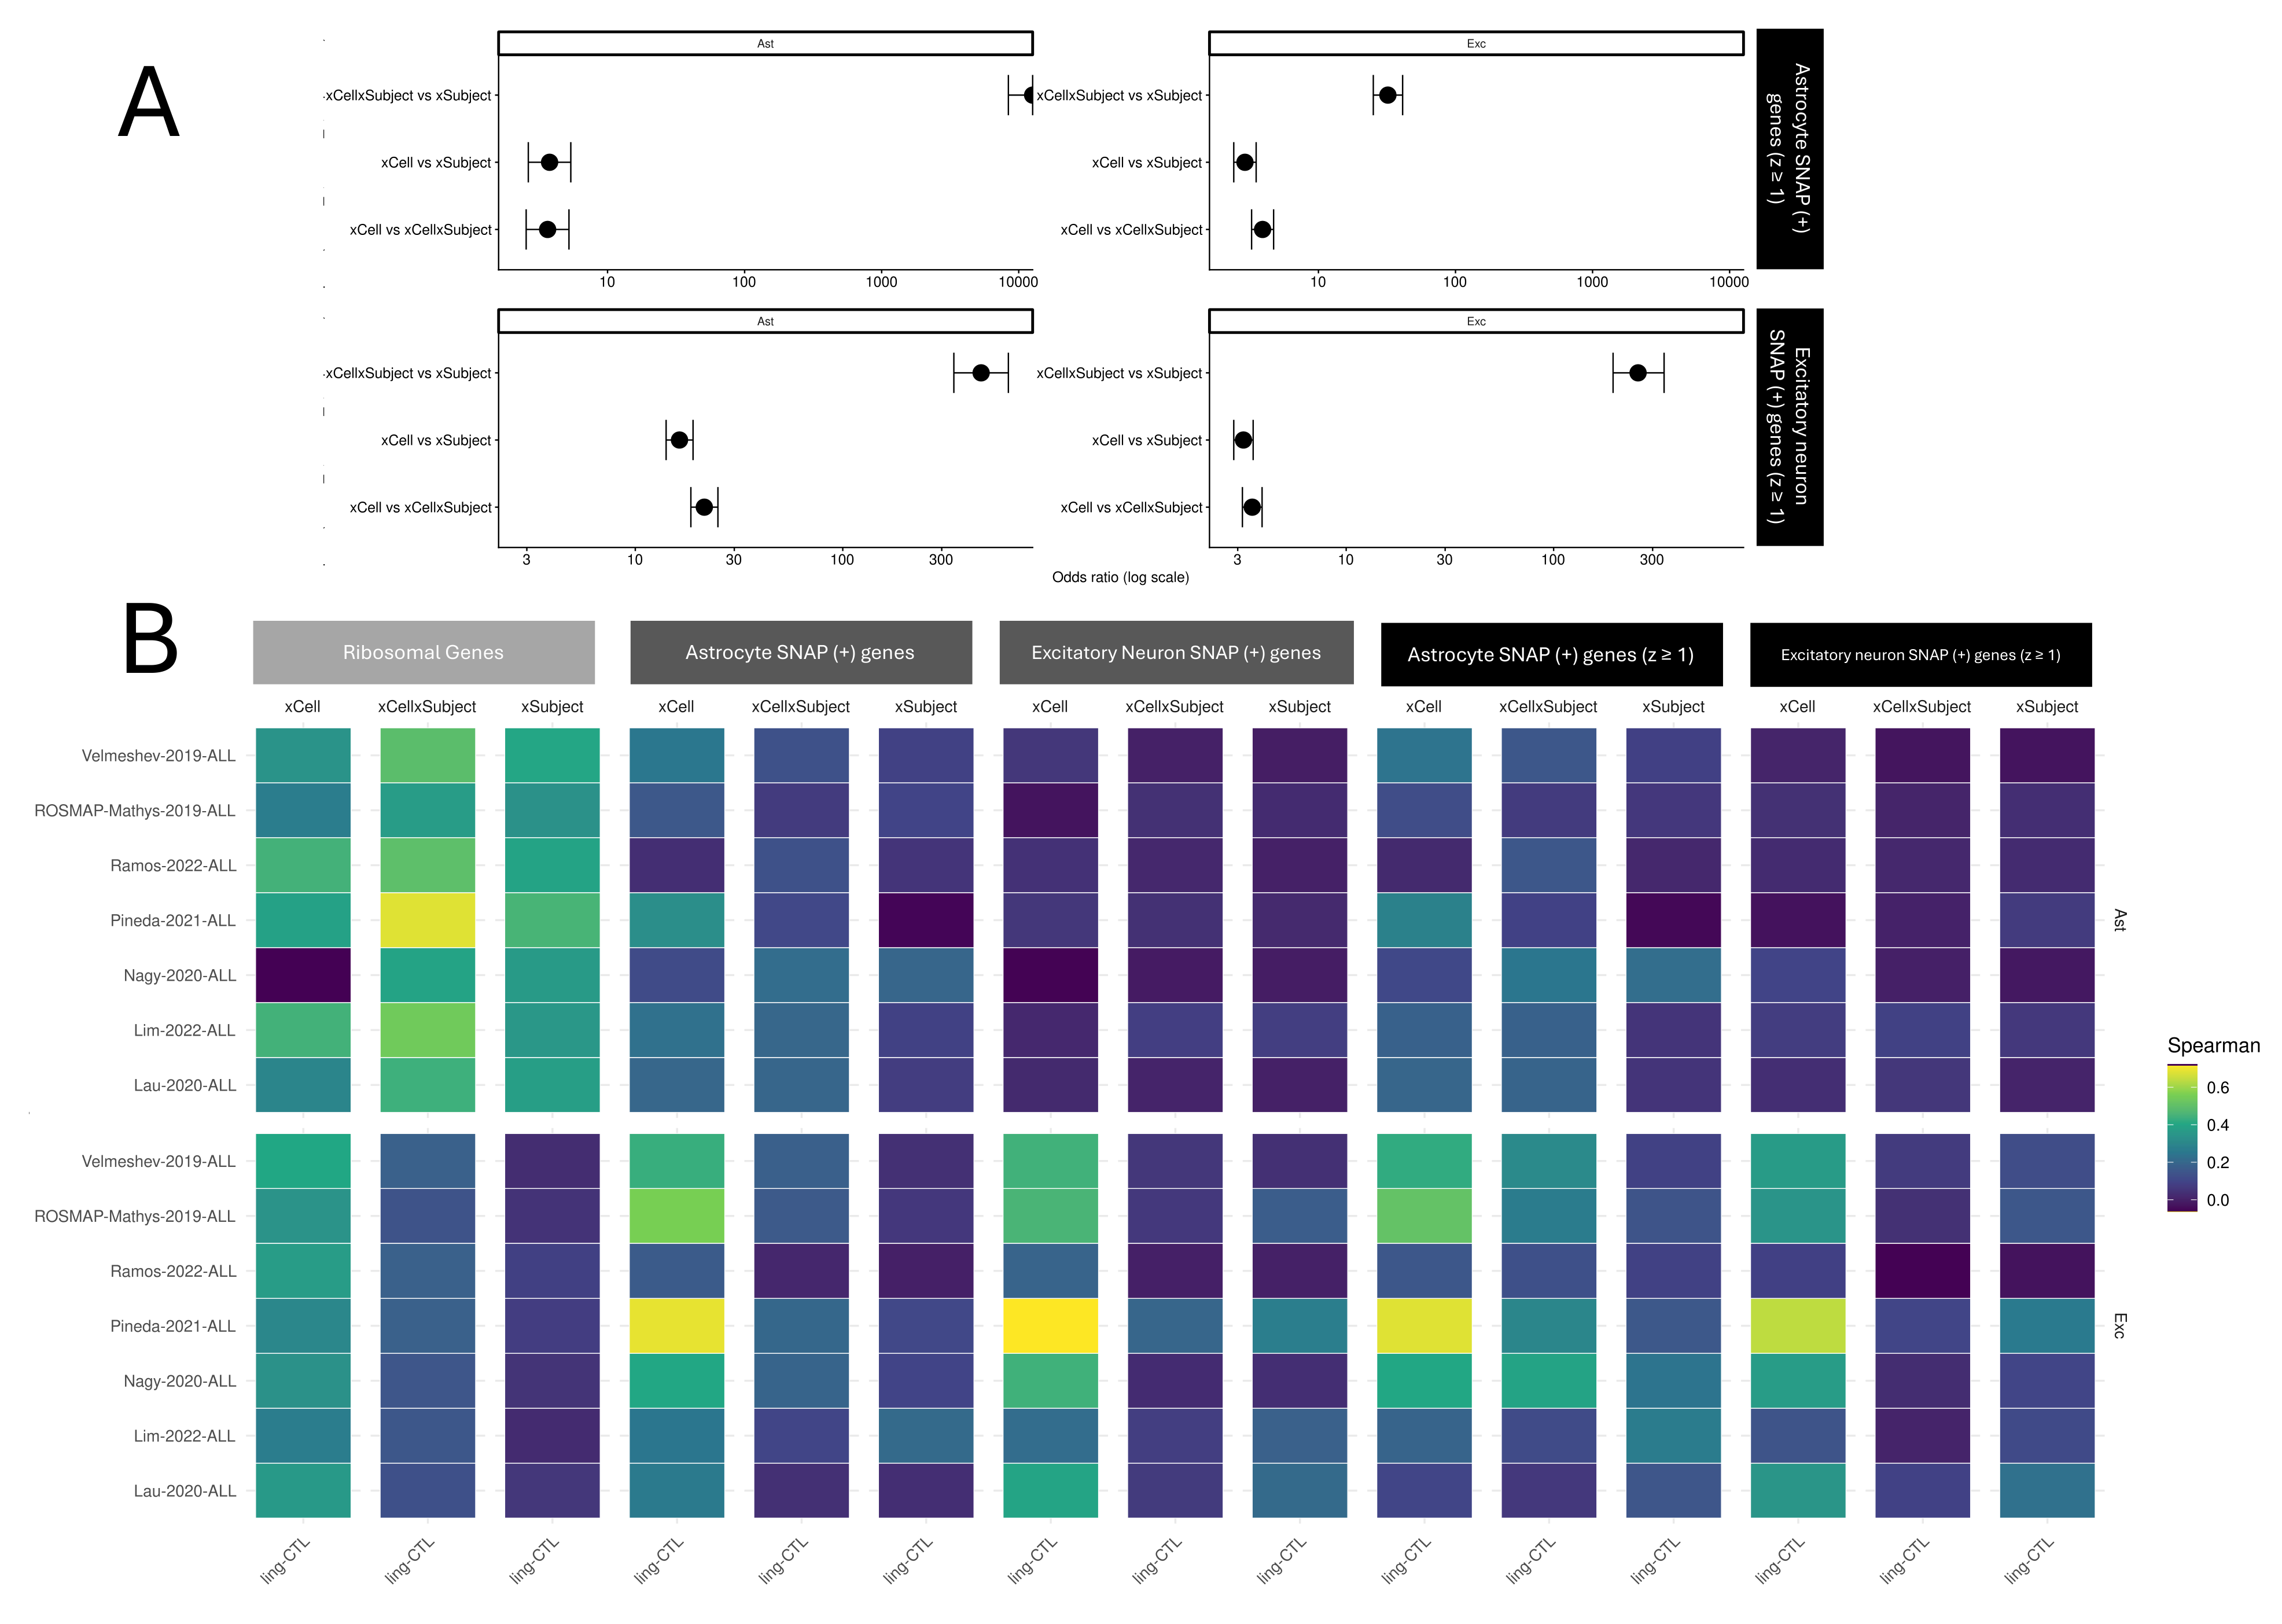 A
Ast
Exc
xCellxSubject vs xSubject
xCell vs xSubject
xCell vs xCellxSubject
10
100
1000
10000
xCellxSubject vs xSubject
xCell vs xSubject
xCell vs xCellxSubject
10
100
1000
10000
Astrocyte SNAP (+)
genes (z ≥ 1)
Ast
Exc
xCellxSubject vs xSubject
xCell vs xSubject
xCell vs xCellxSubject
3
10
30
100
300
xCellxSubject vs xSubject
xCell vs xSubject
xCell vs xCellxSubject
3
10
30
100
300
Excitatory neuron
SNAP (+) genes (z ≥ 1)
Odds ratio (log scale)
B
Ribosomal Genes
Astrocyte SNAP (+) genes
Excitatory Neuron SNAP (+) genes
Astrocyte SNAP (+) genes (z ≥ 1)
Excitatory neuron SNAP (+) genes (z ≥ 1)
xCell xCellxSubject xSubject xCell xCellxSubject xSubject xCell xCellxSubject xSubject xCell xCellxSubject xSubject xCell xCellxSubject xSubject
Velmeshev-2019-ALL
ROSMAP-Mathys-2019-ALL
Ramos-2022-ALL
Pineda-2021-ALL
Nagy-2020-ALL
Lim-2022-ALL
Lau-2020-ALL
Ast
Velmeshev-2019-ALL
ROSMAP-Mathys-2019-ALL
Ramos-2022-ALL
Pineda-2021-ALL
Nagy-2020-ALL
Lim-2022-ALL
Lau-2020-ALL
Exc
ling-CTL ling-CTL ling-CTL ling-CTL ling-CTL ling-CTL ling-CTL ling-CTL ling-CTL ling-CTL ling-CTL ling-CTL ling-CTL ling-CTL ling-CTL
Spearman
0.6
0.4
0.2
0.0